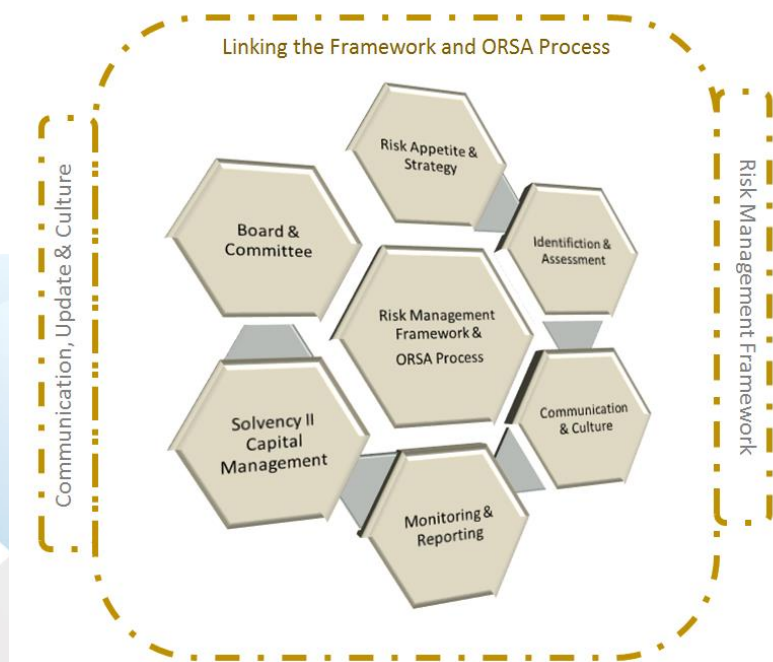 Linking the Framework and ORSA Process
Communication, Update & Culture
Risk Management Framework
Risk Appetite &
Strategy
Identifiction &
Assessment
Communication
& Culture
Monitoring &
Reporting
Solvency II
Capital
Management
Board &
Committee
Risk Management
Framework &
ORSA Process